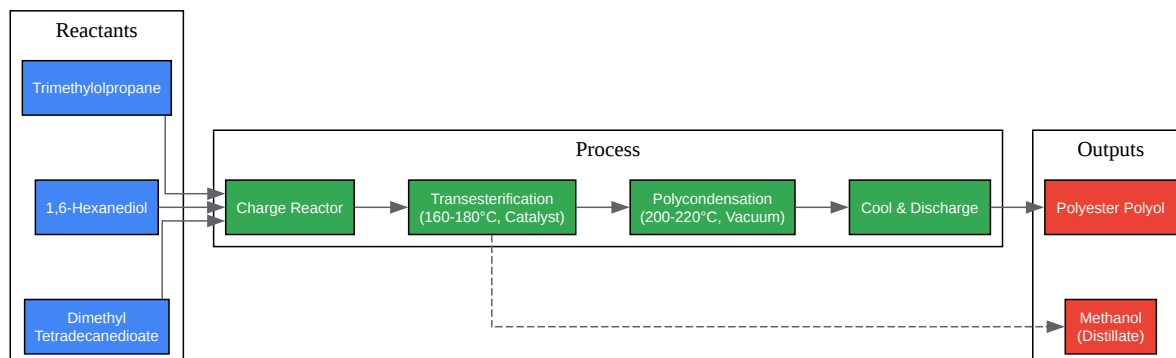 Reactants
Trimethylolpropane
1,6-Hexanediol
Dimethyl
Tetradecanedioate
Process
Charge Reactor
Transesterification
(160-180°C, Catalyst)
Polycondensation
(200-220°C, Vacuum)
Cool & Discharge
Outputs
Polyester Polyol
Methanol
(Distillate)